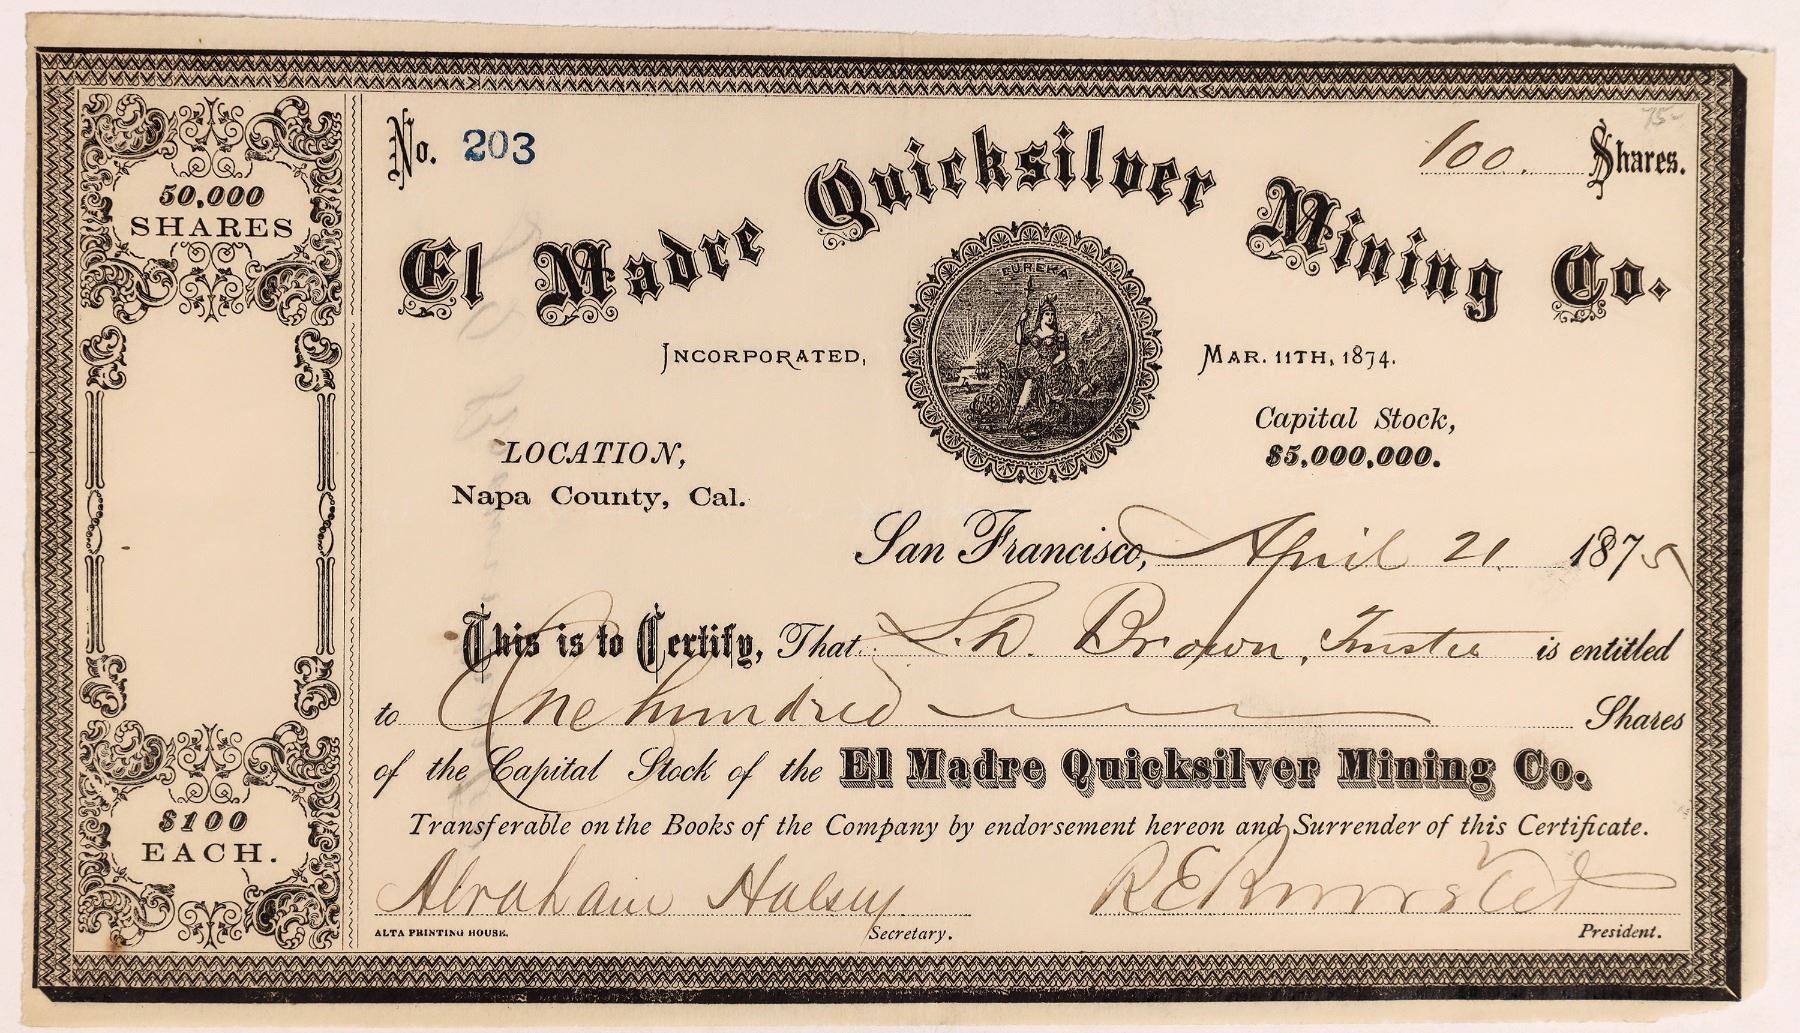 50,000
SHARES
$100
EACH.
No. 203
100. Shares.
75-
El Madre Quicksilver Mining Co.
EUREKA
INCORPORATED, MAR. 11TH, 1874.
LOCATION,
Napa County, Cal.
Capital Stock,
$5,000,000.
San Francisco, April 21. 1875
This is to Certify, That Brown, Trustee is entitled
to One hundred Shares
of the Capital Stock of the El Madre Quicksilver Mining Co.
Transferable on the Books of the Company by endorsement hereon and Surrender of this Certificate.
Abraham Halsey R E
ALTA PRINTING HOUSE. Secretary. President.